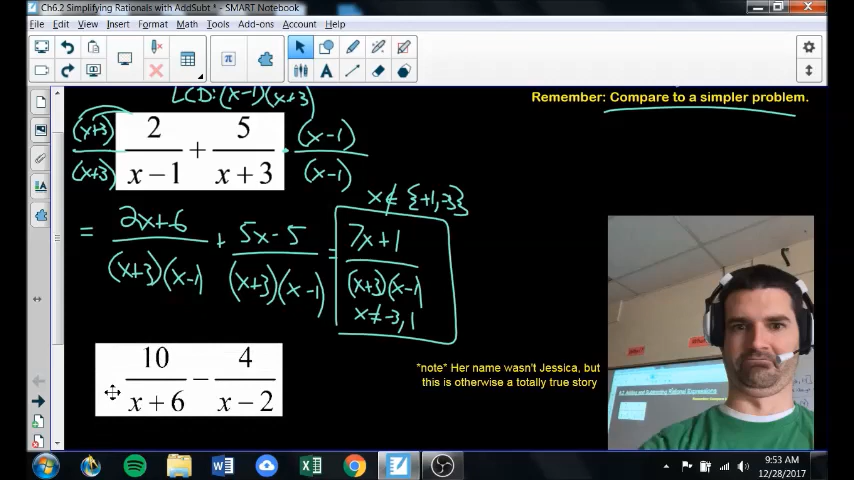 Ch6.2 Simplifying Rationals with AddSubt * - SMART Notebook
File Edit View Insert Format Math Tools Add-ons Account Help
LCD: (x-1)(x+3)
Remember: Compare to a simpler problem.
(x+3) 2 5 (x-1)
(x+3) x-1 + x+3 · (x-1)
x∉{+1,-3}
= 2x+6 + 5x-5 = 7x+1
(x+3)(x-1) (x+3)(x-1) (x+3)(x-1)
x≠-3,1
10 4
x+6 − x-2
*note* Her name wasn't Jessica, but
this is otherwise a totally true story
9:53 AM
12/28/2017